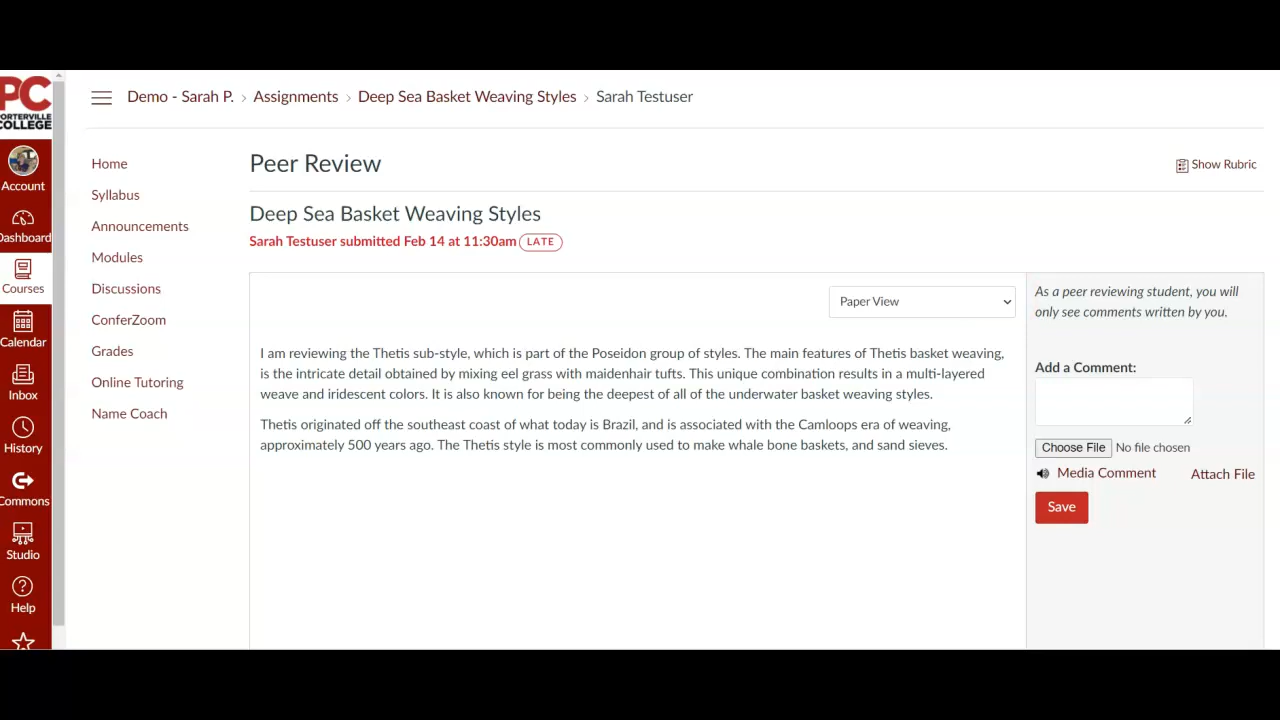 PC
PORTERVILLE
COLLEGE
Account
Dashboard
Courses
Calendar
Inbox
History
Commons
Studio
Help
Demo - Sarah P. › Assignments › Deep Sea Basket Weaving Styles › Sarah Testuser
Home
Syllabus
Announcements
Modules
Discussions
ConferZoom
Grades
Online Tutoring
Name Coach
Peer Review
Show Rubric
Deep Sea Basket Weaving Styles
Sarah Testuser submitted Feb 14 at 11:30am LATE
Paper View
I am reviewing the Thetis sub-style, which is part of the Poseidon group of styles. The main features of Thetis basket weaving,
is the intricate detail obtained by mixing eel grass with maidenhair tufts. This unique combination results in a multi-layered
weave and iridescent colors. It is also known for being the deepest of all of the underwater basket weaving styles.
Thetis originated off the southeast coast of what today is Brazil, and is associated with the Camloops era of weaving,
approximately 500 years ago. The Thetis style is most commonly used to make whale bone baskets, and sand sieves.
As a peer reviewing student, you will
only see comments written by you.
Add a Comment:
Choose File No file chosen
Media Comment Attach File
Save